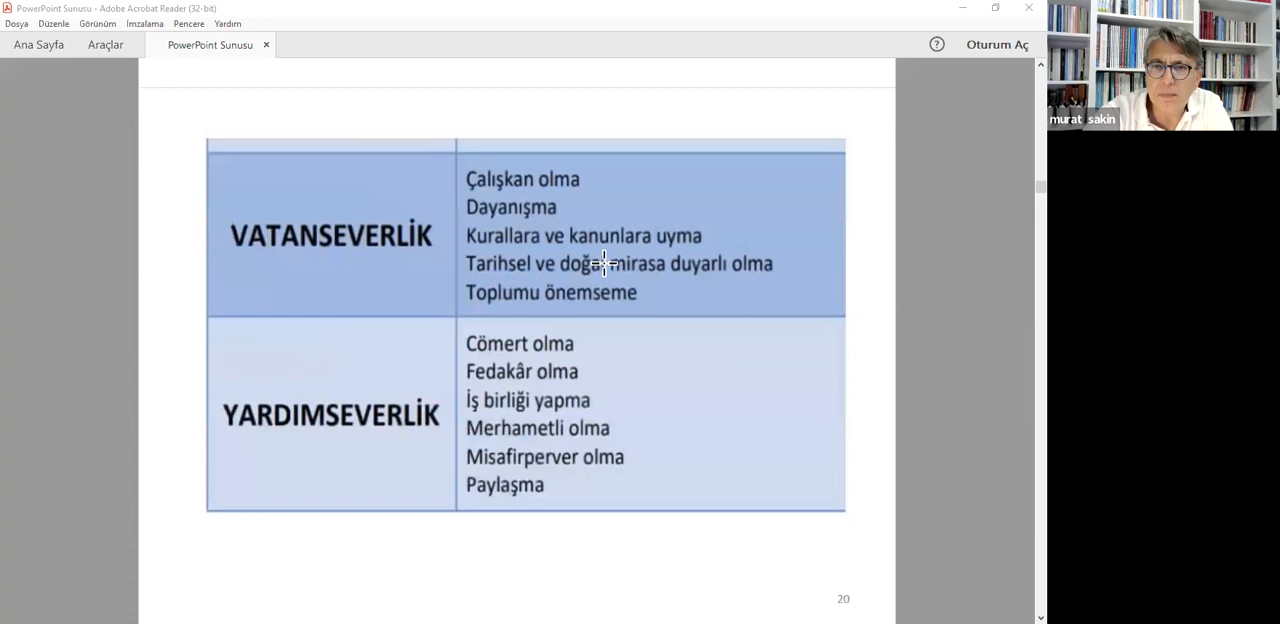 PowerPoint Sunusu - Adobe Acrobat Reader (32-bit)
Dosya Düzenle Görünüm İmzalama Pencere Yardım
Ana Sayfa Araçlar PowerPoint Sunusu × Oturum Aç
murat sakin
VATANSEVERLİK
Çalışkan olma
Dayanışma
Kurallara ve kanunlara uyma
Tarihsel ve doğal mirasa duyarlı olma
Toplumu önemseme
YARDIMSEVERLİK
Cömert olma
Fedakâr olma
İş birliği yapma
Merhametli olma
Misafirperver olma
Paylaşma
20